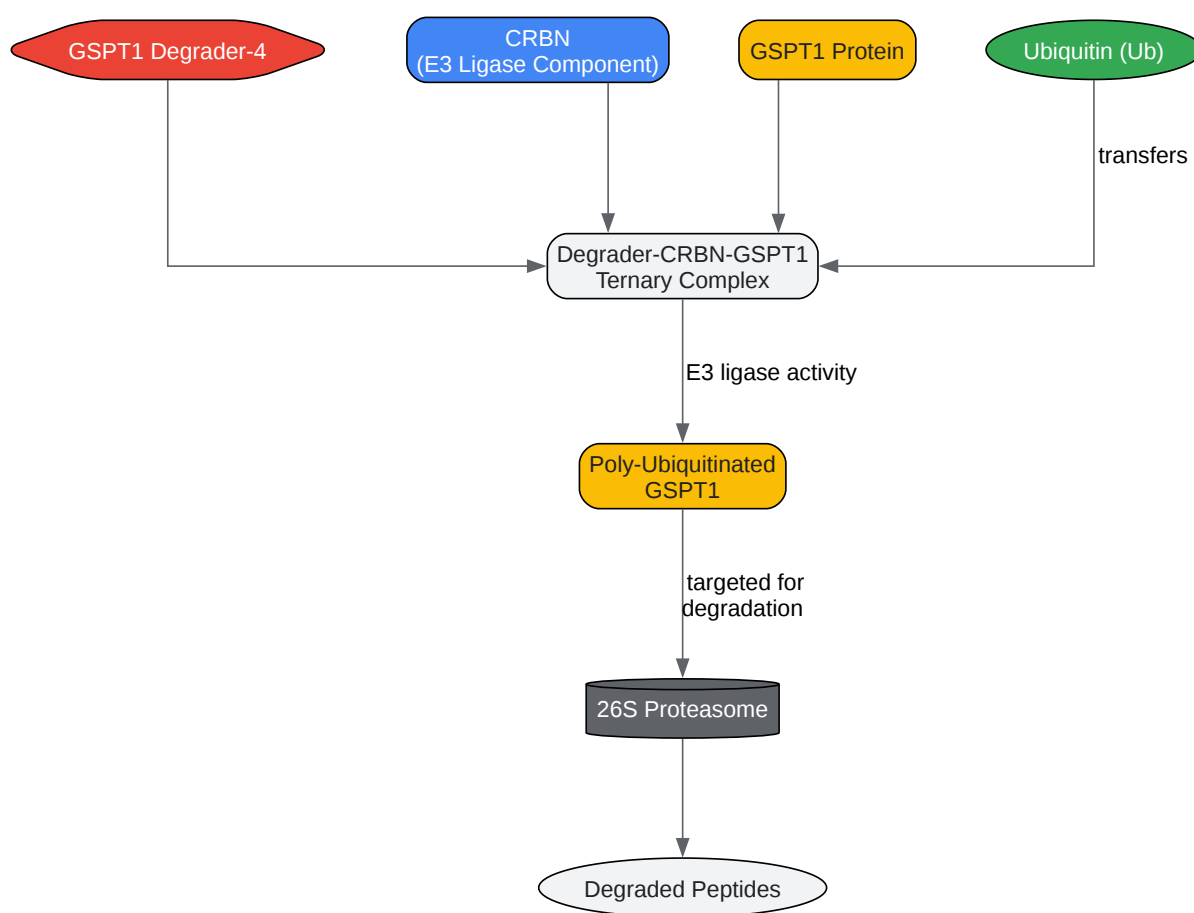 GSPT1 Degrader-4
CRBN
(E3 Ligase Component)
GSPT1 Protein
Ubiquitin (Ub)
transfers
Degrader-CRBN-GSPT1
Ternary Complex
E3 ligase activity
Poly-Ubiquitinated
GSPT1
targeted for
degradation
26S Proteasome
Degraded Peptides